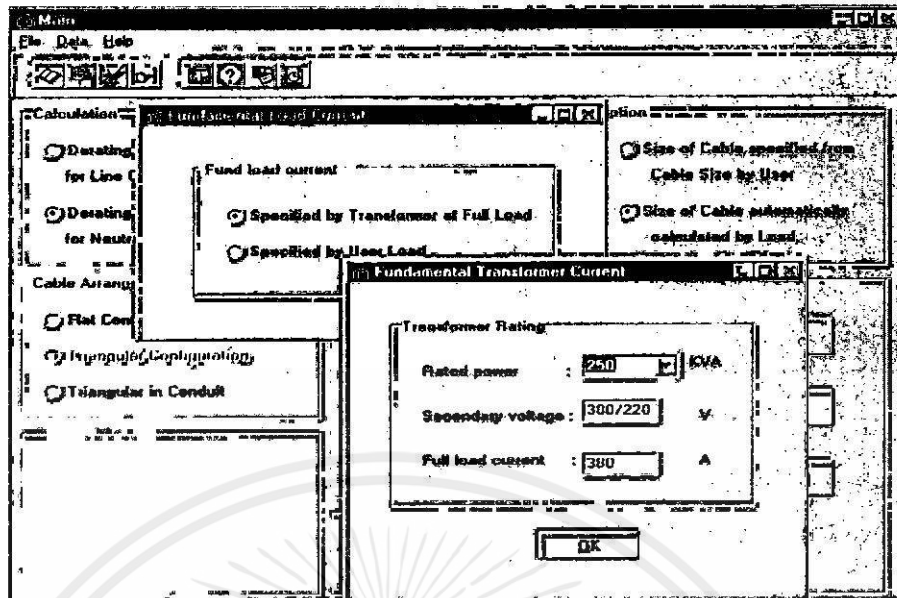 Main
File Data Help
Calculation
Derating
for Line C
Derating
for Neutr
Cable Arrang
Flat Con
Triangular Configuration
Triangular in Conduit
Fundamental Load Current
Fund load current
Specified by Transformer at Full Load
Specified by User Load
ption
Size of Cable specified from
Cable Size by User
Size of Cable automatically
calculated by Load
Fundamental Transformer Current
Transformer Rating
Rated power : 250 KVA
Secondary voltage : 300/220 V
Full load current : 380 A
OK